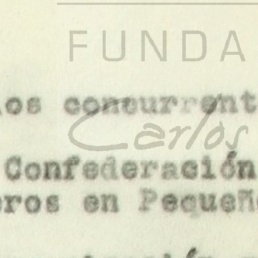 FUNDA
los concurrent
Carlos
Confederación
eros en Pequeñ